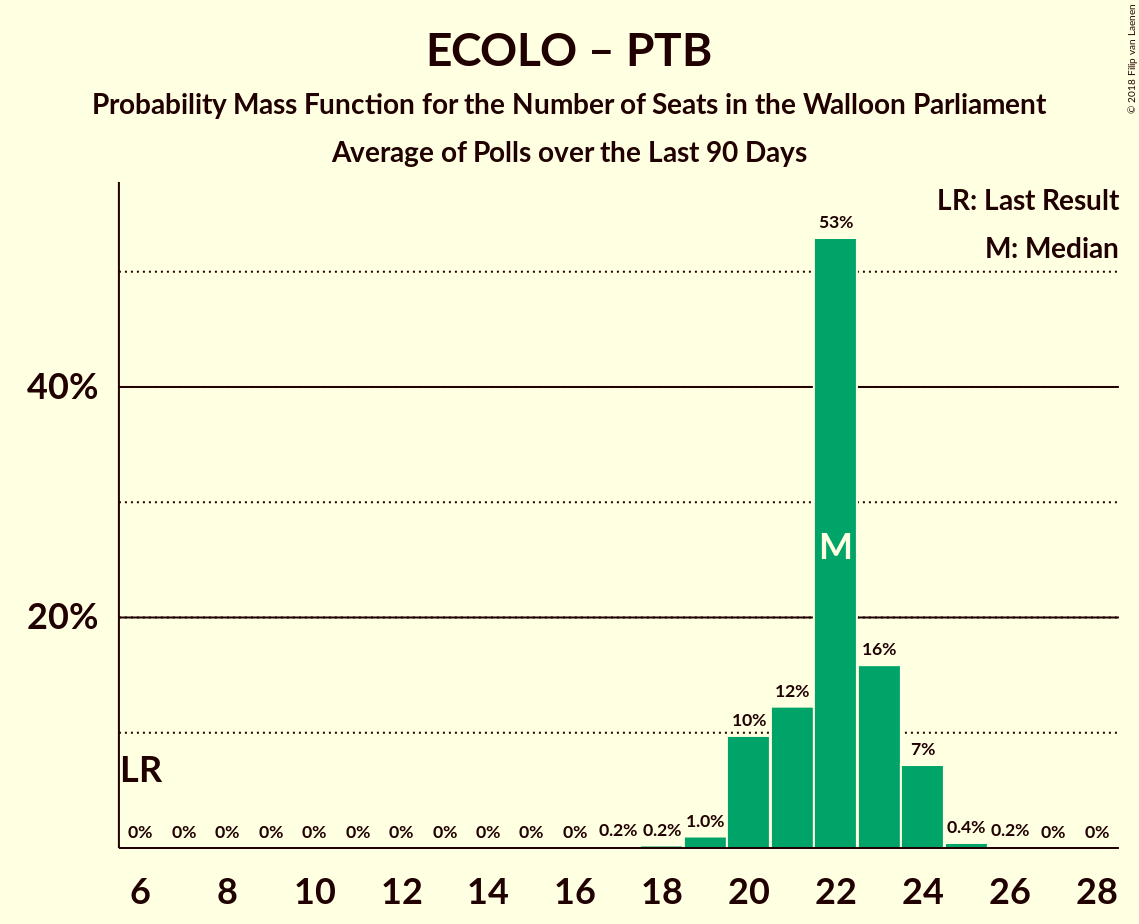 ECOLO – PTB
Probability Mass Function for the Number of Seats in the Walloon Parliament
Average of Polls over the Last 90 Days
© 2018 Filip van Laenen
LR: Last Result
M: Median
53%
40%
M
20%
16%
12%
10%
7%
LR
0% 0% 0% 0% 0% 0% 0% 0% 0% 0% 0% 0.2% 0.2% 1.0% 0.4% 0.2% 0% 0%
6 8 10 12 14 16 18 20 22 24 26 28